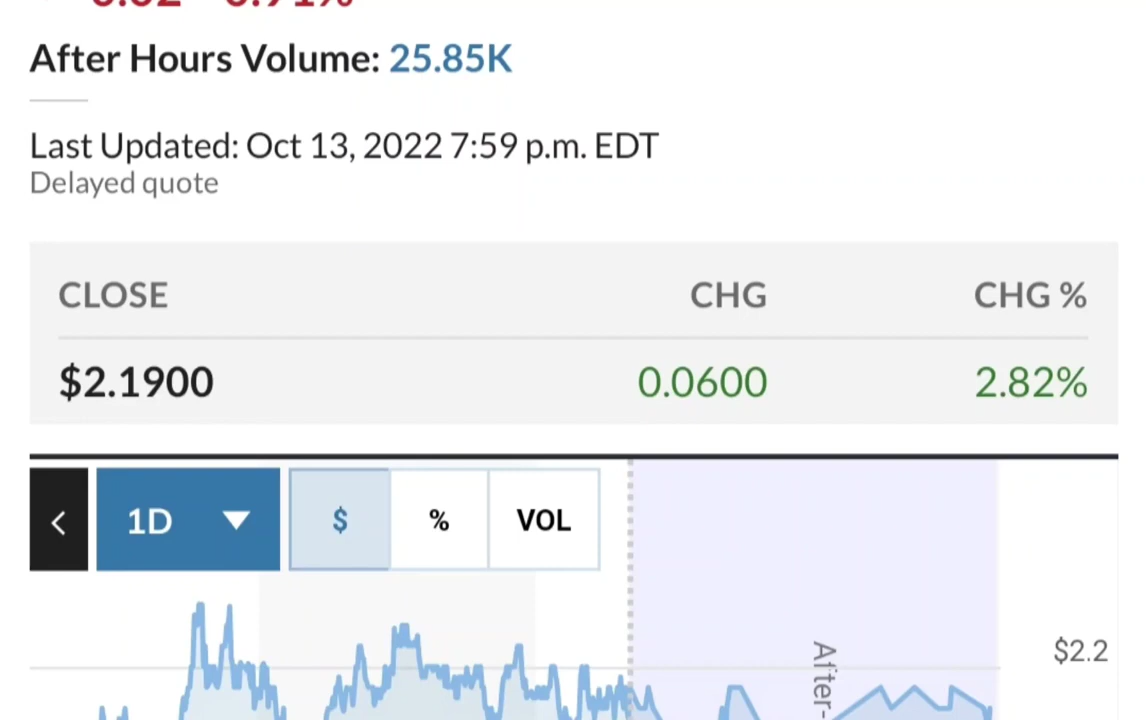 After Hours Volume: 25.85K
Last Updated: Oct 13, 2022 7:59 p.m. EDT
Delayed quote
CLOSE CHG CHG %
$2.1900 0.0600 2.82%
1D $ % VOL
$2.2
After-